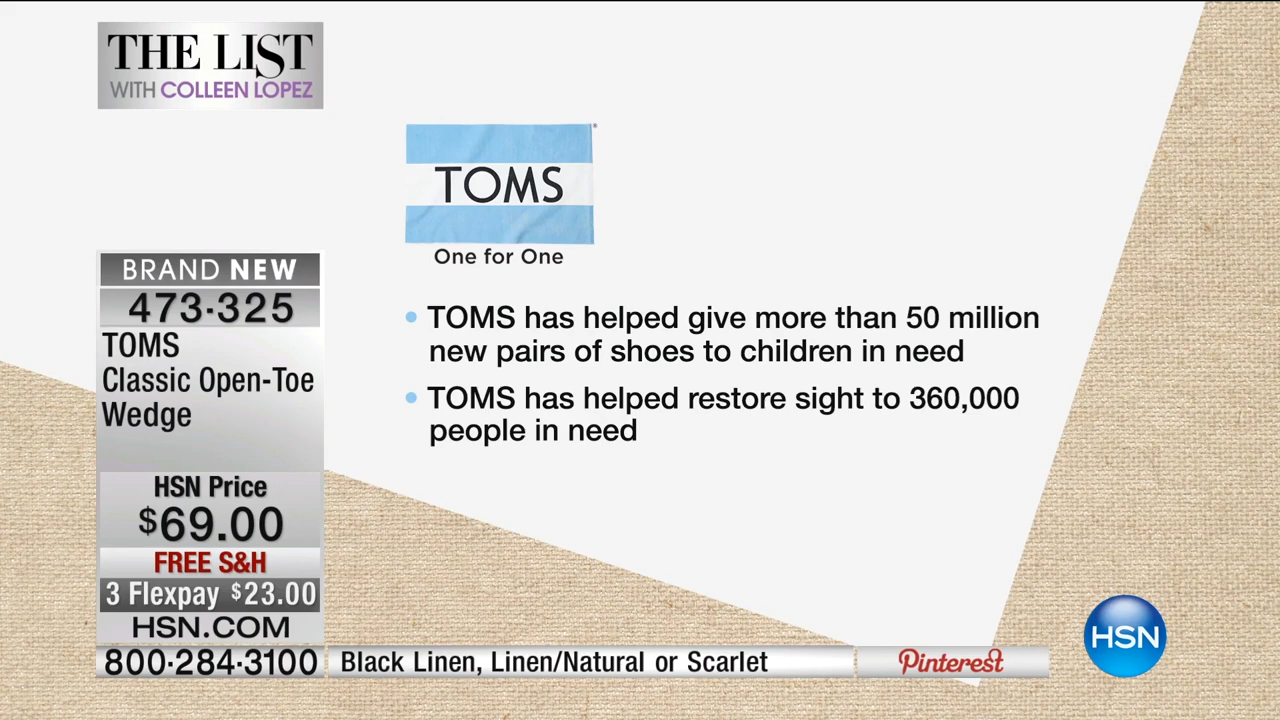 THE LIST
WITH COLLEEN LOPEZ
TOMS
One for One
• TOMS has helped give more than 50 million
new pairs of shoes to children in need
• TOMS has helped restore sight to 360,000
people in need
BRAND NEW
473·325
TOMS
Classic Open-Toe
Wedge
HSN Price
$69.00
FREE S&H
3 Flexpay $23.00
HSN.COM
800·284·3100
Black Linen, Linen/Natural or Scarlet
Pinterest
HSN